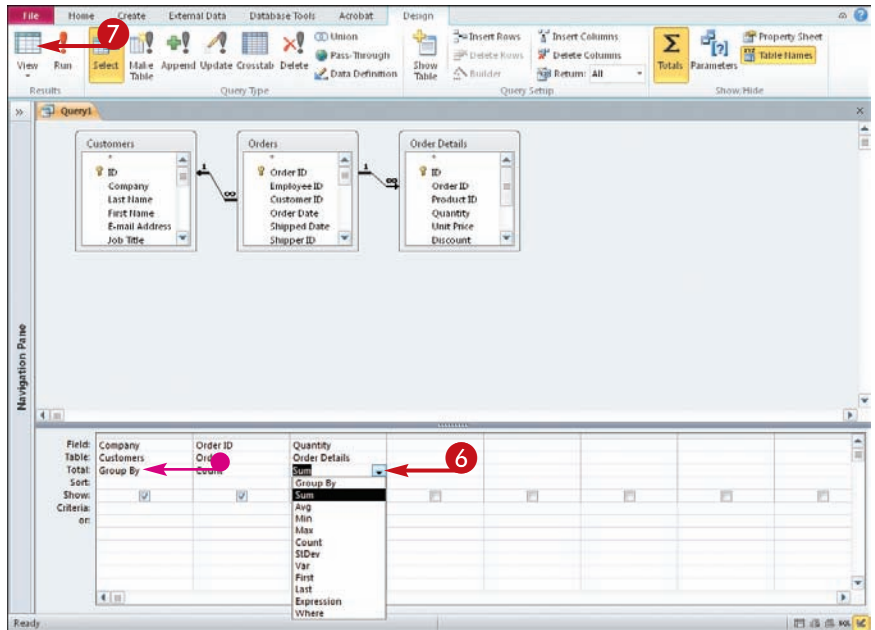 File Home Create External Data Database Tools Acrobat Design
7
View Run Select Make Table Append Update Crosstab Delete
Union
Pass-Through
Data Definition
Show Table
Insert Rows
Delete Rows
Builder
Insert Columns
Delete Columns
Return: All
Totals Parameters
Property Sheet
Table Names
Results Query Type Query Setup Show/Hide
Query1
Customers
*
ID
Company
Last Name
First Name
E-mail Address
Job Title
1
∞
Orders
*
Order ID
Employee ID
Customer ID
Order Date
Shipped Date
Shipper ID
1
∞
Order Details
*
ID
Order ID
Product ID
Quantity
Unit Price
Discount
Navigation Pane
Field: Company Order ID Quantity
Table: Customers Order Details
Total: Group By Count Sum
6
Sort:
Show:
Criteria:
or:
Group By
Sum
Avg
Min
Max
Count
StDev
Var
First
Last
Expression
Where
Ready
SQL